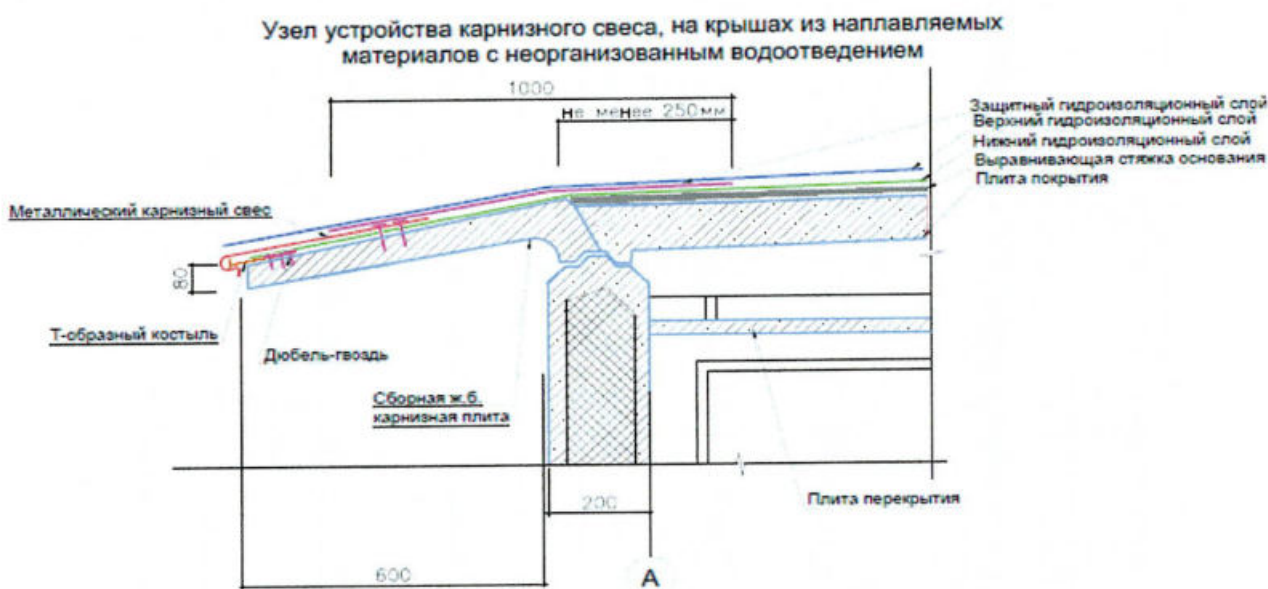 Узел устройства карнизного свеса, на крышах из наплавляемых
материалов с неорганизованным водоотведением
1000
не менее 250мм
Защитный гидроизоляционный слой
Верхний гидроизоляционный слой
Нижний гидроизоляционный слой
Выравнивающая стяжка основания
Плита покрытия
Металлический карнизный свес
80
Т-образный костыль
Дюбель-гвоздь
Сборная ж.б.
карнизная плита
Плита перекрытия
200
600
А